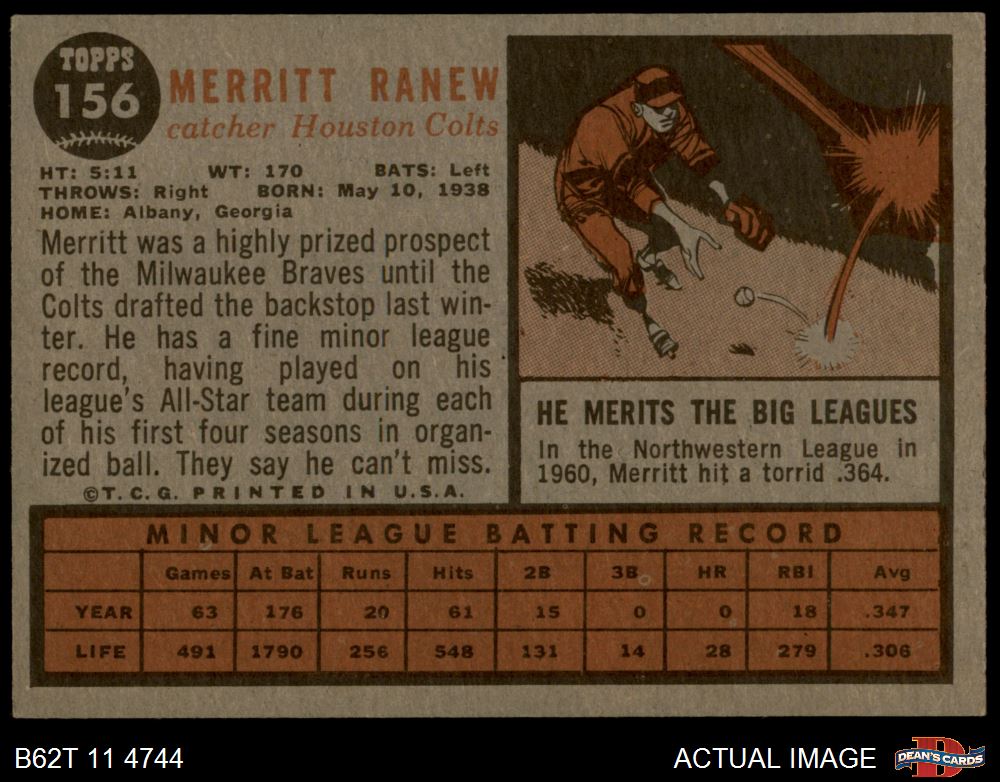 TOPPS
156
MERRITT RANEW
catcher Houston Colts
HT: 5:11 WT: 170 BATS: Left
THROWS: Right BORN: May 10, 1938
HOME: Albany, Georgia
Merritt was a highly prized prospect
of the Milwaukee Braves until the
Colts drafted the backstop last win-
ter. He has a fine minor league
record, having played on his
league's All-Star team during each
of his first four seasons in organ-
ized ball. They say he can't miss.
©T.C.G. PRINTED IN U.S.A.
HE MERITS THE BIG LEAGUES
In the Northwestern League in
1960, Merritt hit a torrid .364.
MINOR LEAGUE BATTING RECORD
Games At Bat Runs Hits 2B 3B HR RBI Avg
YEAR 63 176 20 61 15 0 0 18 .347
LIFE 491 1790 256 548 131 14 28 279 .306
B62T 11 4744
ACTUAL IMAGE
D
DEAN'S CARDS